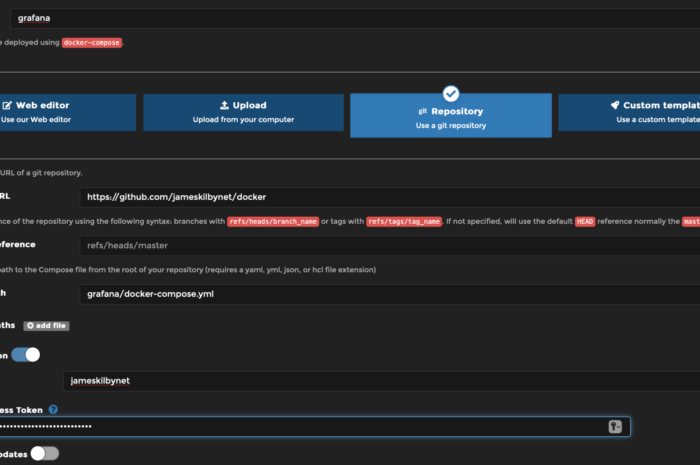 grafana
e deployed using docker-compose.
Web editor
Use our Web editor
Upload
Upload from your computer
git Repository
Use a git repository
Custom templat
Use a custom template
URL of a git repository.
RL
https://github.com/jameskilbynet/docker
nce of the repository using the following syntax: branches with refs/heads/branch_name or tags with refs/tags/tag_name. If not specified, will use the default HEAD reference normally the mast
eference
refs/heads/master
path to the Compose file from the root of your repository (requires a yaml, yml, json, or hcl file extension)
th
grafana/docker-compose.yml
aths
add file
on
jameskilbynet
ess Token
pdates